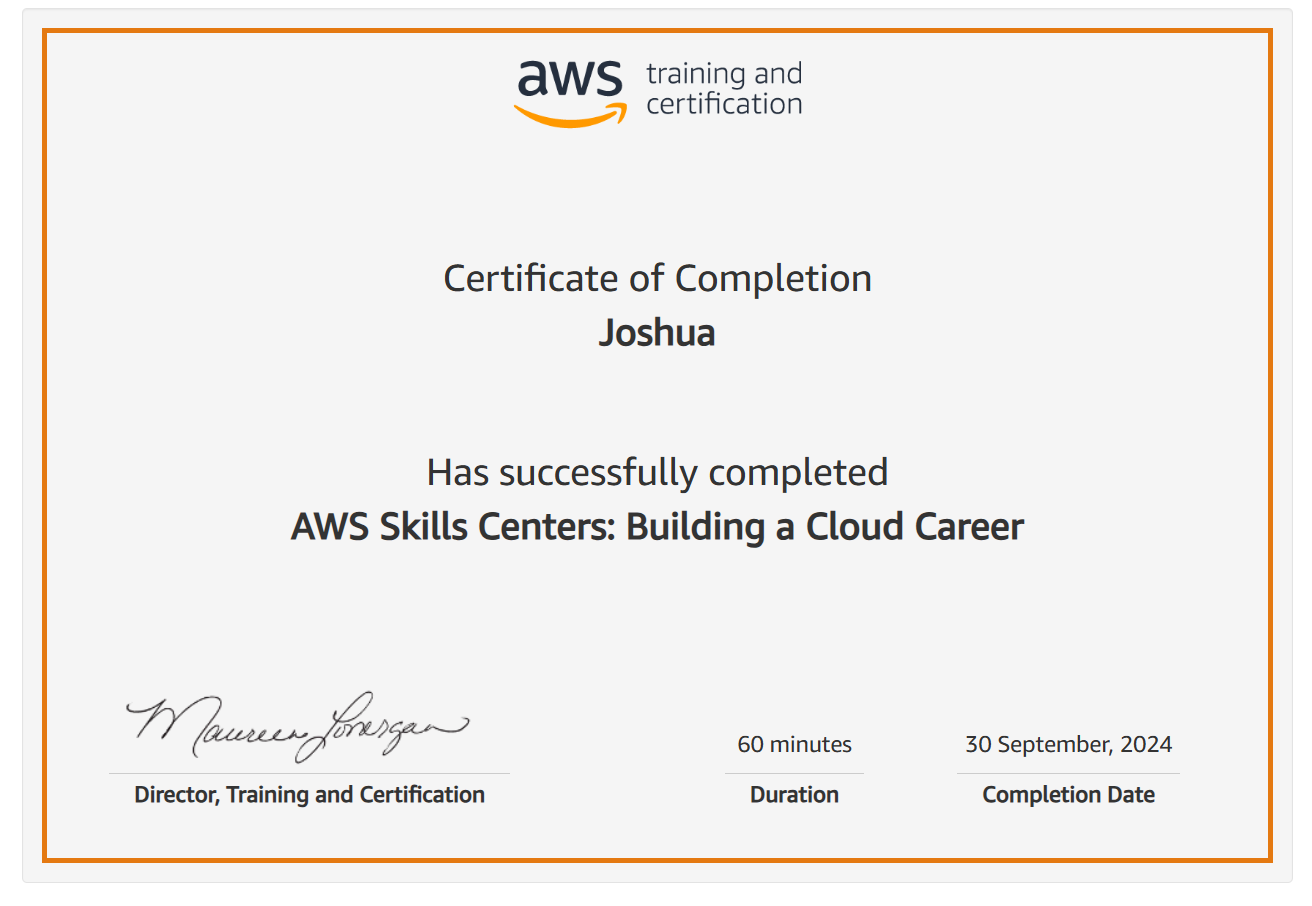 aws training and
certification
Certificate of Completion
Joshua
Has successfully completed
AWS Skills Centers: Building a Cloud Career
Maureen Lonergan
60 minutes
30 September, 2024
Director, Training and Certification
Duration
Completion Date